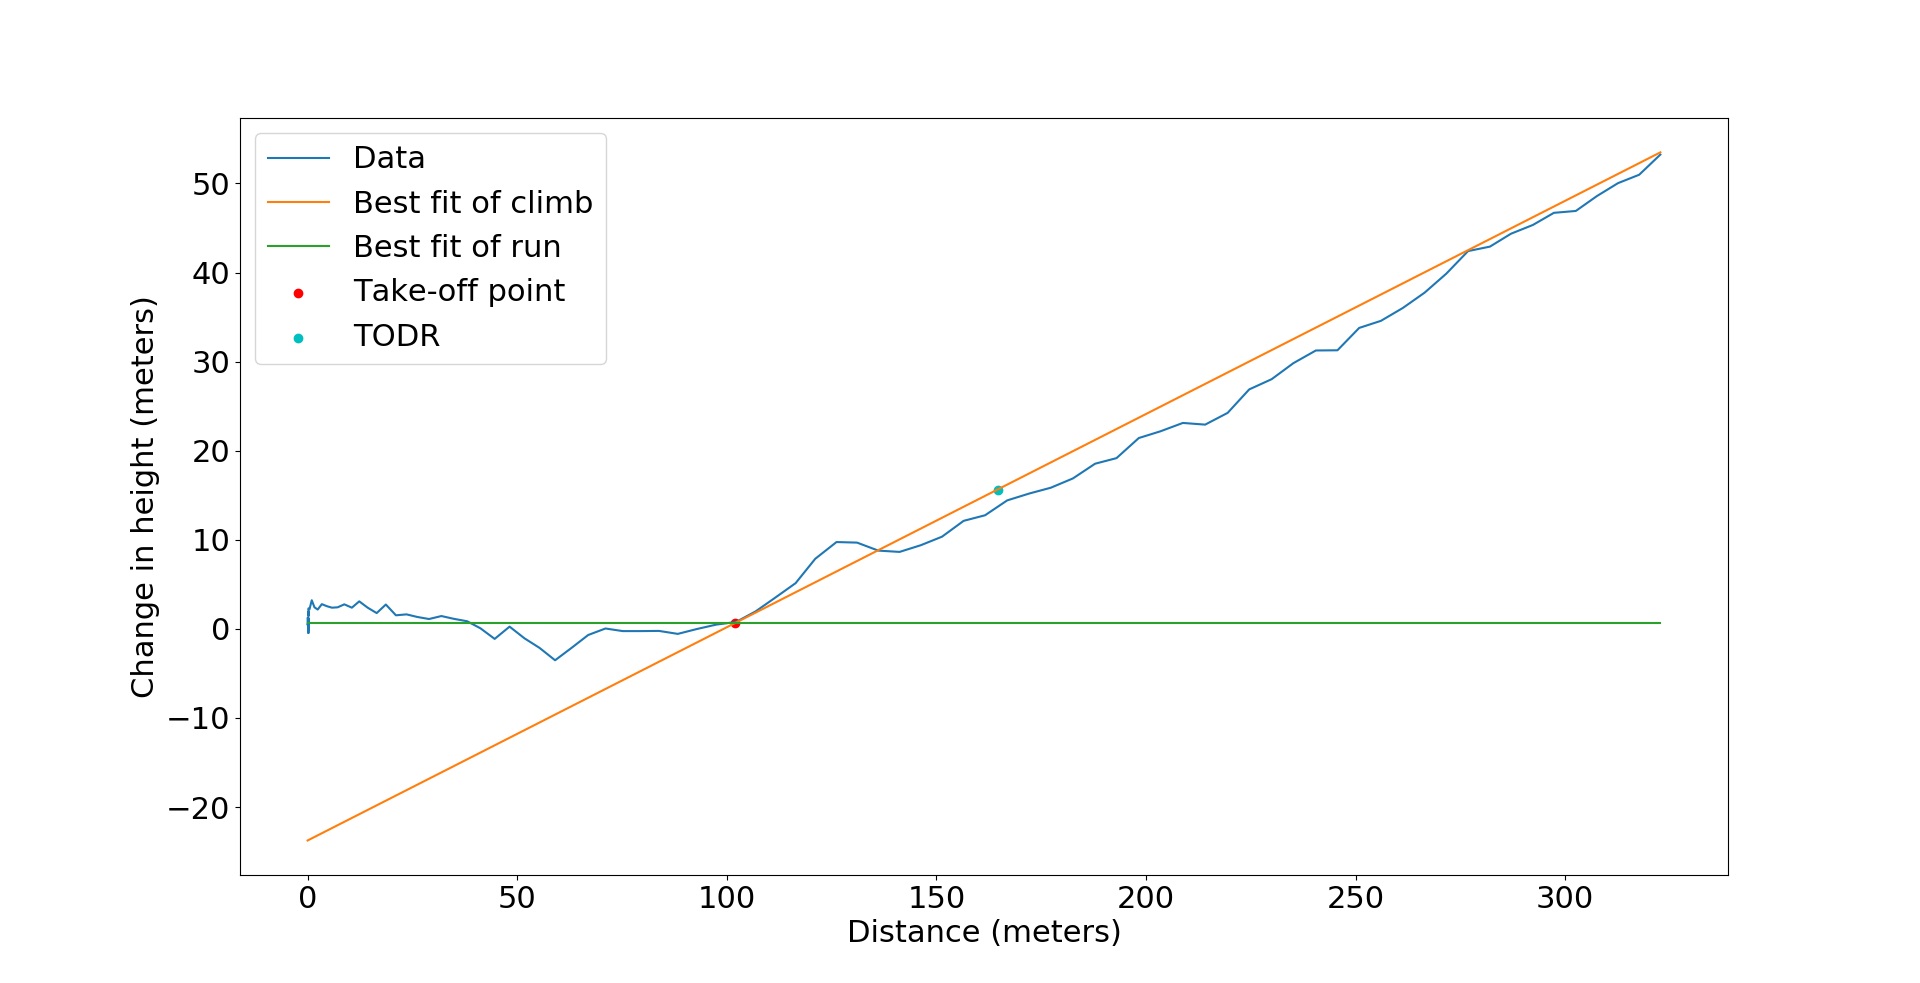 Data
Best fit of climb
Best fit of run
Take-off point
TODR
Change in height (meters)
50
40
30
20
10
0
−10
−20
0 50 100 150 200 250 300
Distance (meters)